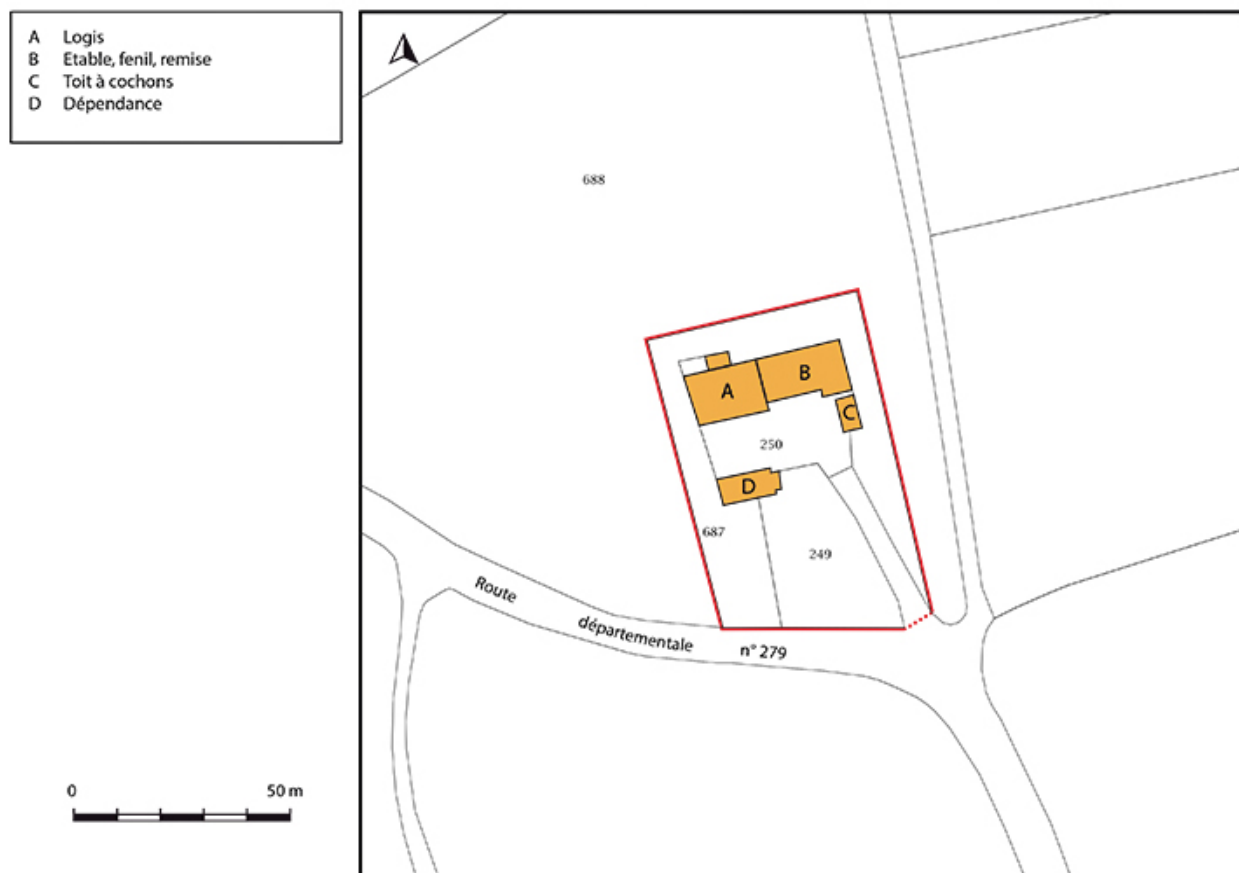 A Logis
B Etable, fenil, remise
C Toit à cochons
D Dépendance
688
A
B
C
250
D
687
249
Route départementale n° 279
0 50 m